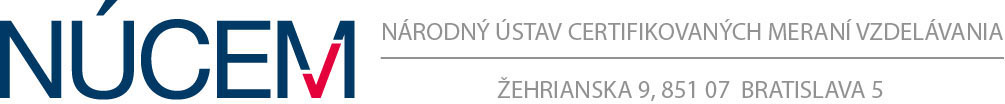 NÚCEM
NÁRODNÝ ÚSTAV CERTIFIKOVANÝCH MERANÍ VZDELÁVANIA
ŽEHRIANSKA 9, 851 07 BRATISLAVA 5